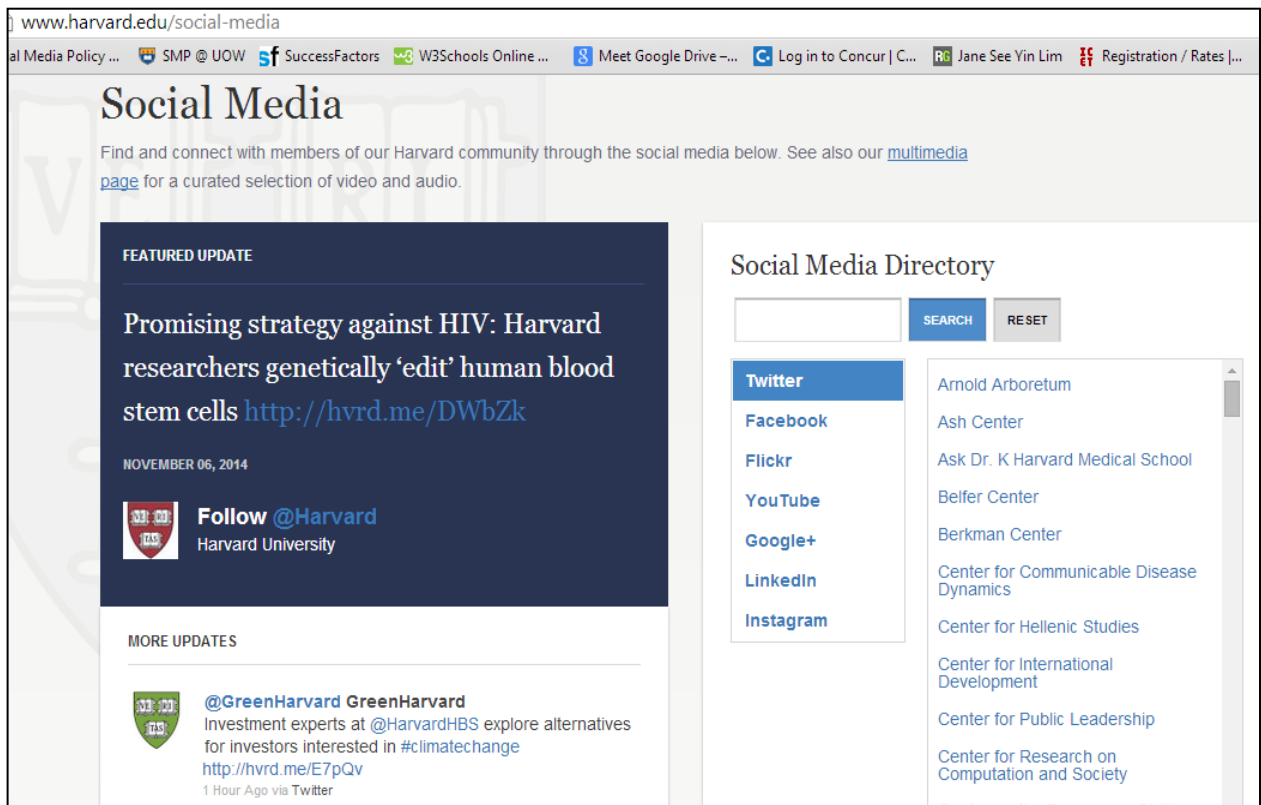 www.harvard.edu/social-media
al Media Policy ... SMP @ UOW SuccessFactors W3Schools Online ... Meet Google Drive –... Log in to Concur | C... RG Jane See Yin Lim Registration / Rates |...
Social Media
Find and connect with members of our Harvard community through the social media below. See also our multimedia
page for a curated selection of video and audio.
FEATURED UPDATE
Promising strategy against HIV: Harvard
researchers genetically ‘edit’ human blood
stem cells http://hvrd.me/DWbZk
NOVEMBER 06, 2014
VE RI TAS
Follow @Harvard
Harvard University
MORE UPDATES
VE RI TAS
@GreenHarvard GreenHarvard
Investment experts at @HarvardHBS explore alternatives
for investors interested in #climatechange
http://hvrd.me/E7pQv
1 Hour Ago via Twitter
Social Media Directory
SEARCH RESET
Twitter
Facebook
Flickr
YouTube
Google+
LinkedIn
Instagram
Arnold Arboretum
Ash Center
Ask Dr. K Harvard Medical School
Belfer Center
Berkman Center
Center for Communicable Disease
Dynamics
Center for Hellenic Studies
Center for International
Development
Center for Public Leadership
Center for Research on
Computation and Society